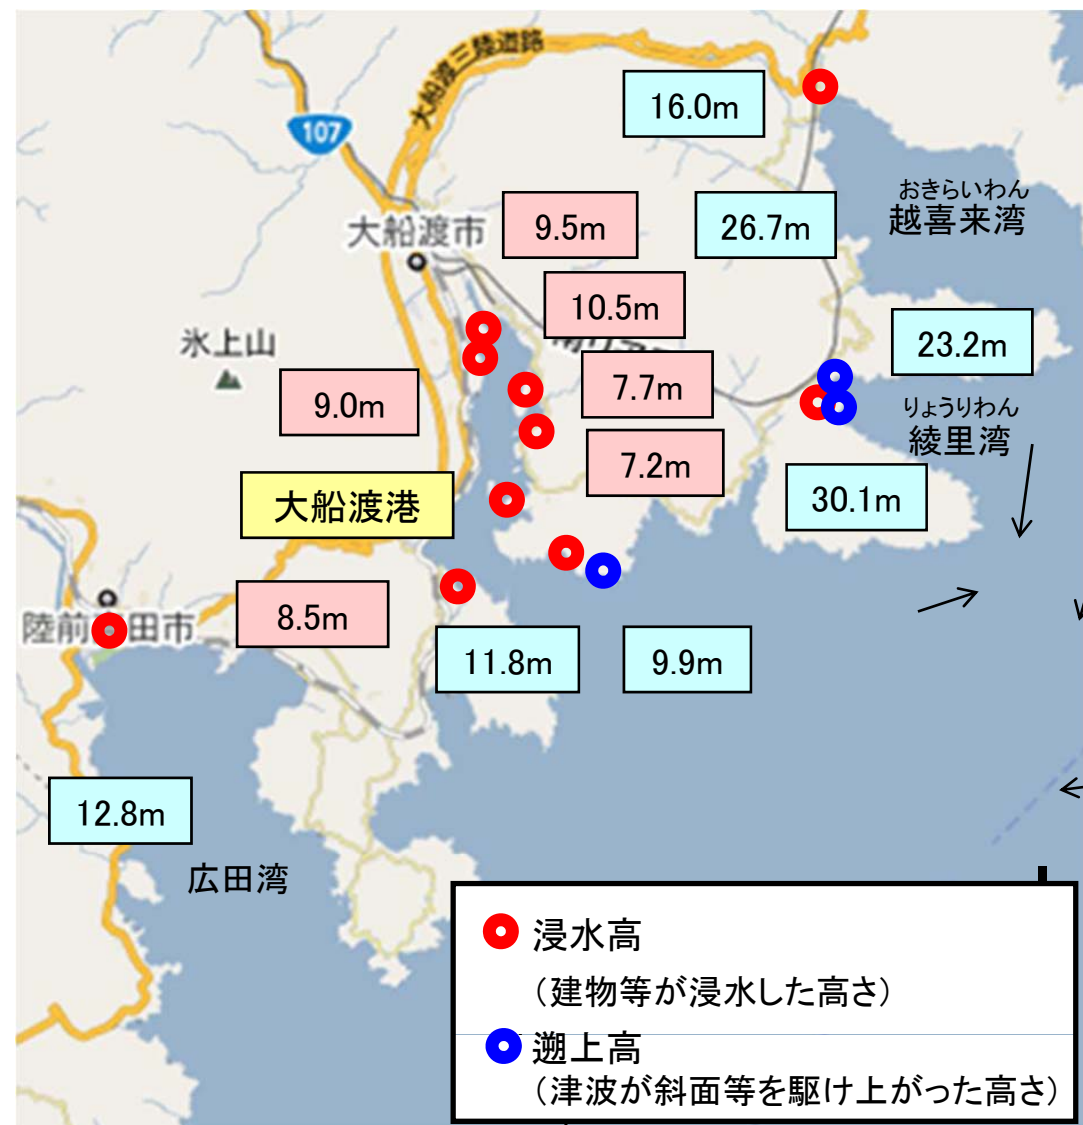 大船渡三陸道路
16.0m
107
おきらいわん
越喜来湾
大船渡市
9.5m
26.7m
10.5m
氷上山
23.2m
9.0m
7.7m
りょうりわん
綾里湾
7.2m
大船渡港
30.1m
陸前
田市
8.5m
11.8m
9.9m
12.8m
広田湾
浸水高
（建物等が浸水した高さ）
遡上高
（津波が斜面等を駆け上がった高さ）